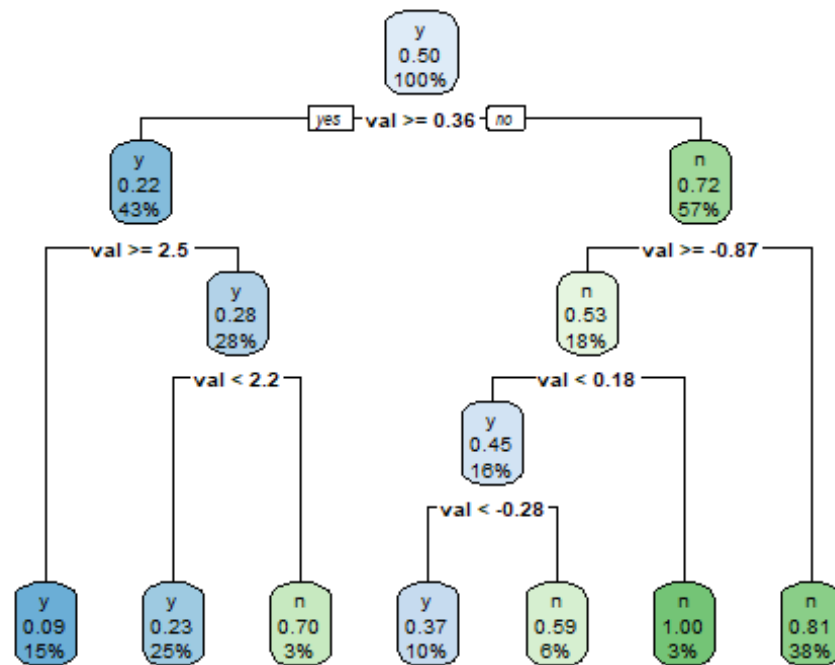 y
0.50
100%
yes val >= 0.36 no
y
0.22
43%
n
0.72
57%
val >= 2.5
val >= -0.87
y
0.28
28%
n
0.53
18%
val < 2.2
val < 0.18
y
0.45
16%
val < -0.28
y
0.09
15%
y
0.23
25%
n
0.70
3%
y
0.37
10%
n
0.59
6%
n
1.00
3%
n
0.81
38%